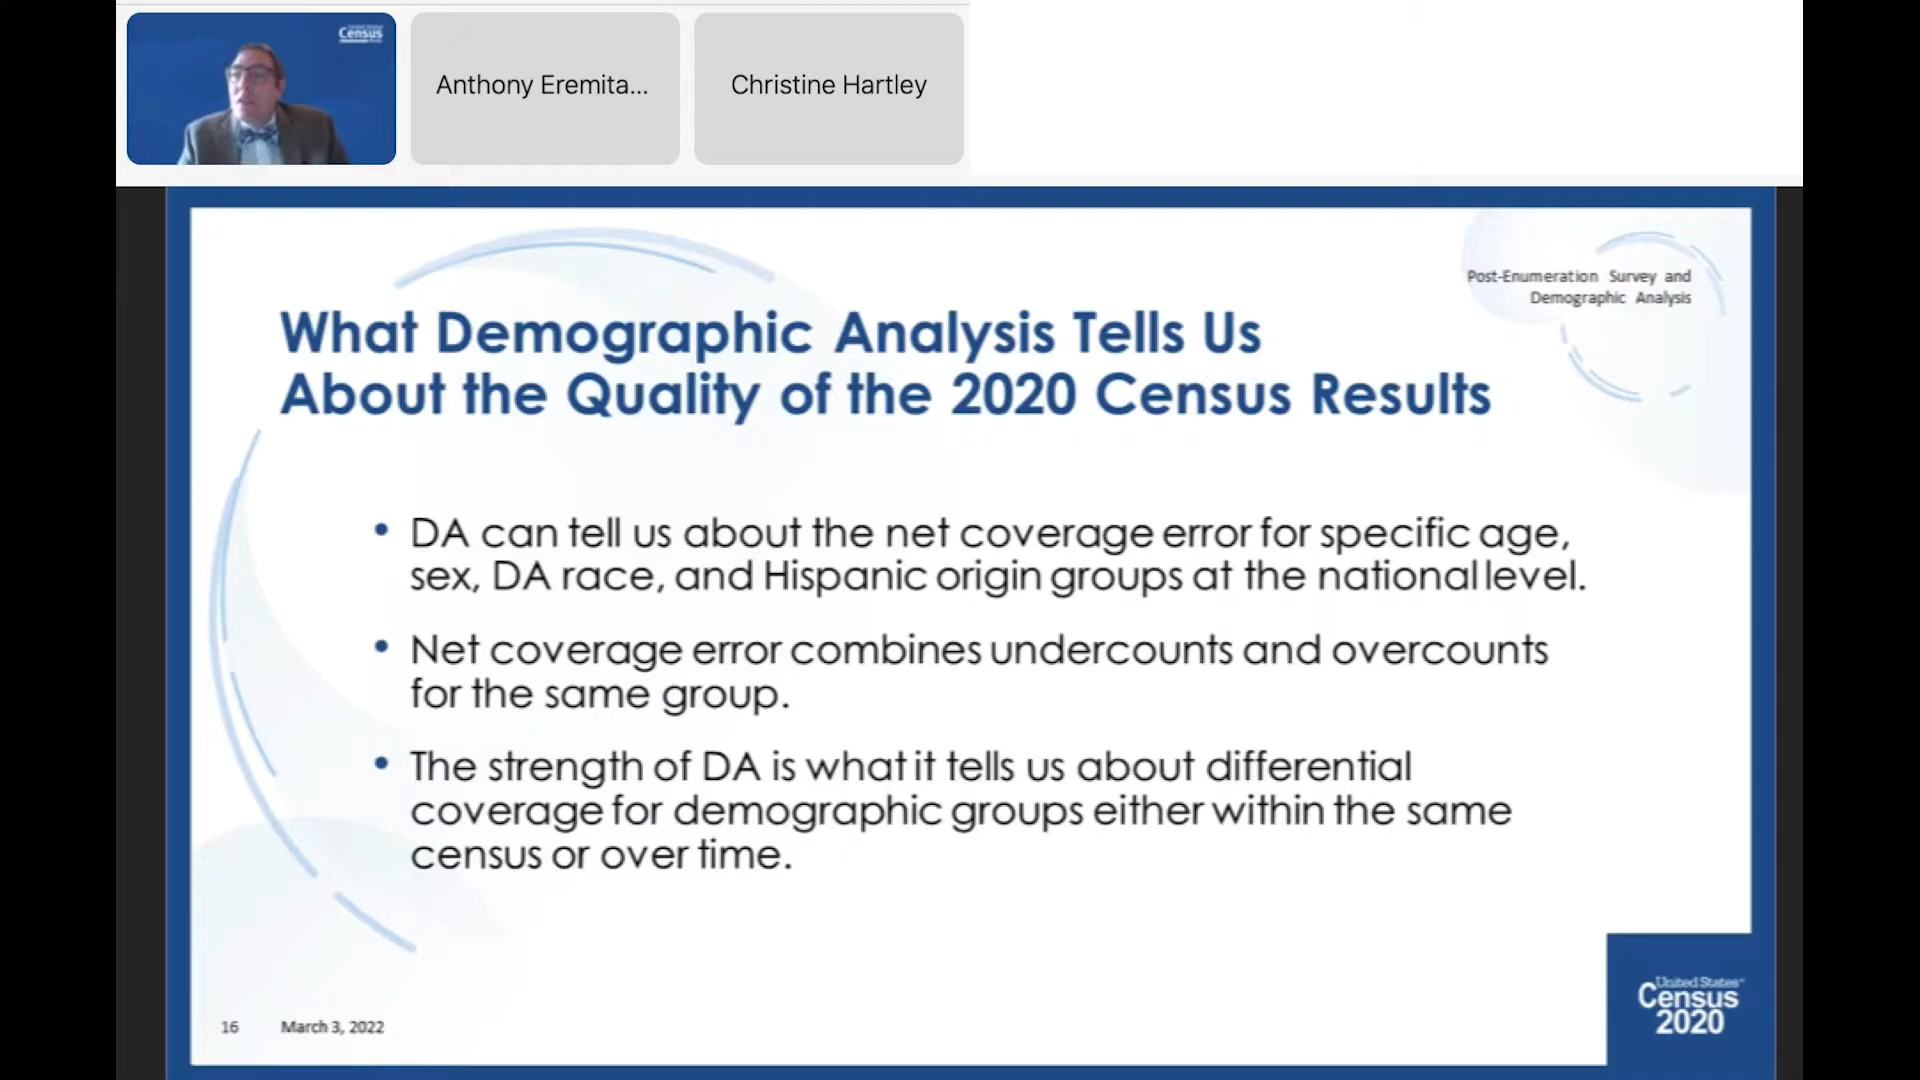 Census
Anthony Eremita...
Christine Hartley
Post-Enumeration Survey and
Demographic Analysis
What Demographic Analysis Tells Us
About the Quality of the 2020 Census Results
• DA can tell us about the net coverage error for specific age,
sex, DA race, and Hispanic origin groups at the national level.
• Net coverage error combines undercounts and overcounts
for the same group.
• The strength of DA is what it tells us about differential
coverage for demographic groups either within the same
census or over time.
16 March 3, 2022
United States®
Census
2020